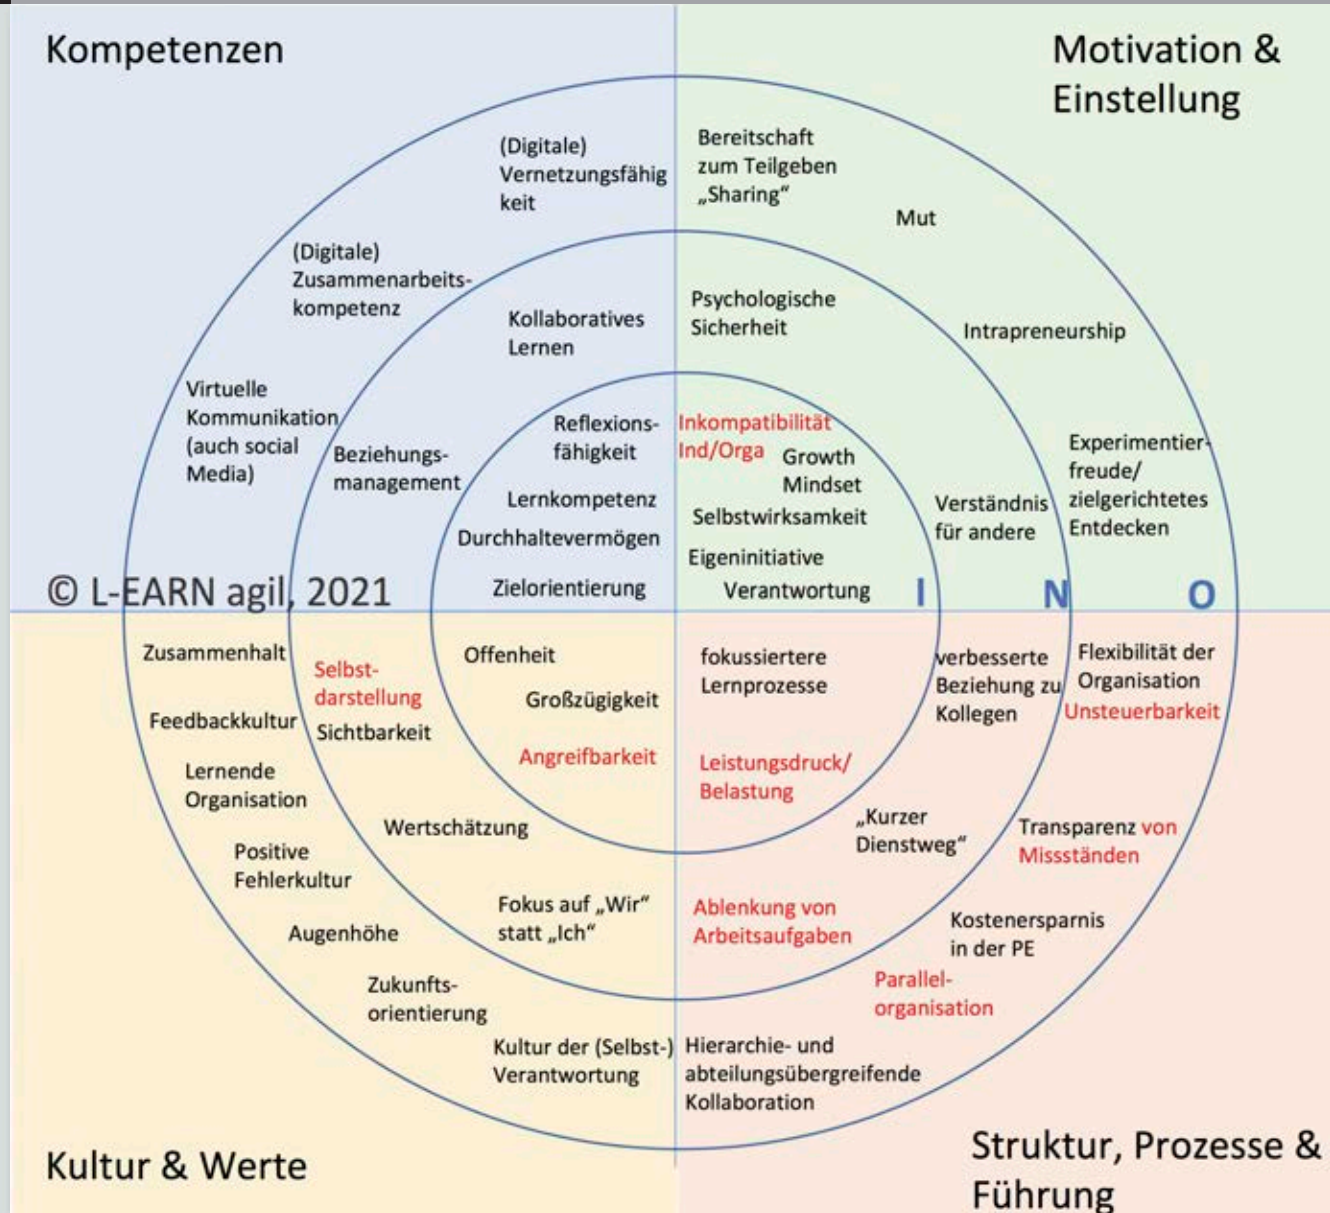 Kompetenzen
Motivation &
Einstellung
(Digitale)
Vernetzungsfähig
keit
Bereitschaft
zum Teilgeben
„Sharing“
Mut
(Digitale)
Zusammenarbeits-
kompetenz
Kollaboratives
Lernen
Psychologische
Sicherheit
Intrapreneurship
Virtuelle
Kommunikation
(auch social
Media)
Beziehungs-
management
Reflexions-
fähigkeit
Lernkompetenz
Durchhaltevermögen
Zielorientierung
Inkompatibilität
Ind/Orga
Growth
Mindset
Selbstwirksamkeit
Eigeninitiative
Verantwortung
Verständnis
für andere
Experimentier-
freude/
zielgerichtetes
Entdecken
© L-EARN agil, 2021
I N O
Zusammenhalt
Feedbackkultur
Lernende
Organisation
Positive
Fehlerkultur
Augenhöhe
Zukunfts-
orientierung
Kultur der (Selbst-)
Verantwortung
Selbst-
darstellung
Sichtbarkeit
Wertschätzung
Fokus auf „Wir“
statt „Ich“
Offenheit
Großzügigkeit
Angreifbarkeit
fokussiertere
Lernprozesse
Leistungsdruck/
Belastung
verbesserte
Beziehung zu
Kollegen
„Kurzer
Dienstweg“
Ablenkung von
Arbeitsaufgaben
Flexibilität der
Organisation
Unsteuerbarkeit
Transparenz von
Missständen
Kostenersparnis
in der PE
Parallel-
organisation
Hierarchie- und
abteilungsübergreifende
Kollaboration
Kultur & Werte
Struktur, Prozesse &
Führung